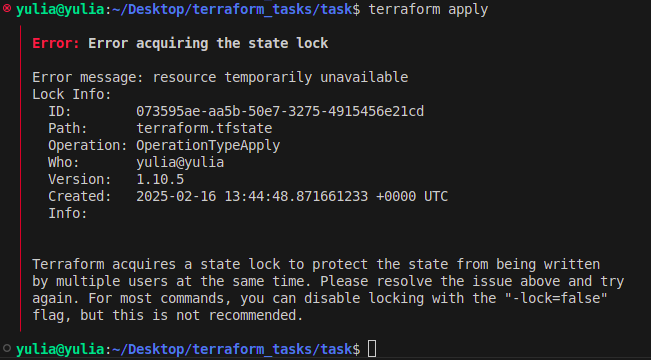 yulia@yulia:~/Desktop/terraform_tasks/task$ terraform apply
Error: Error acquiring the state lock
Error message: resource temporarily unavailable
Lock Info:
  ID:        073595ae-aa5b-50e7-3275-4915456e21cd
  Path:      terraform.tfstate
  Operation: OperationTypeApply
  Who:       yulia@yulia
  Version:   1.10.5
  Created:   2025-02-16 13:44:48.871661233 +0000 UTC
  Info:
Terraform acquires a state lock to protect the state from being written
by multiple users at the same time. Please resolve the issue above and try
again. For most commands, you can disable locking with the "-lock=false"
flag, but this is not recommended.
yulia@yulia:~/Desktop/terraform_tasks/task$